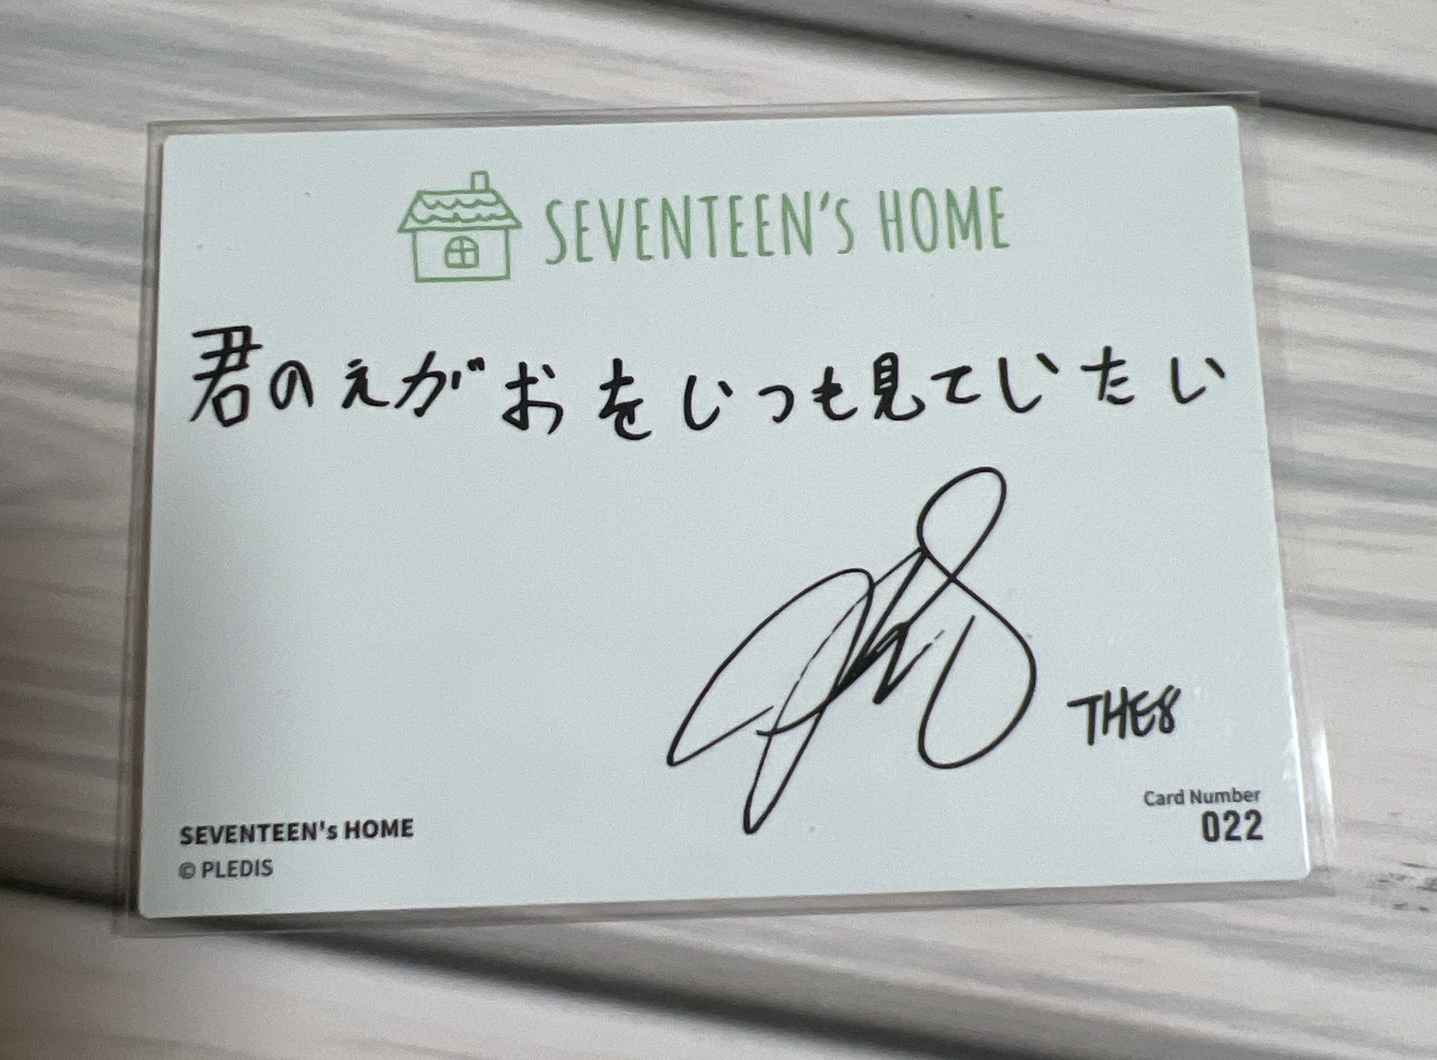 SEVENTEEN'S HOME
君のえがおをいつも見ていたい
THE8
Card Number
022
SEVENTEEN's HOME
© PLEDIS